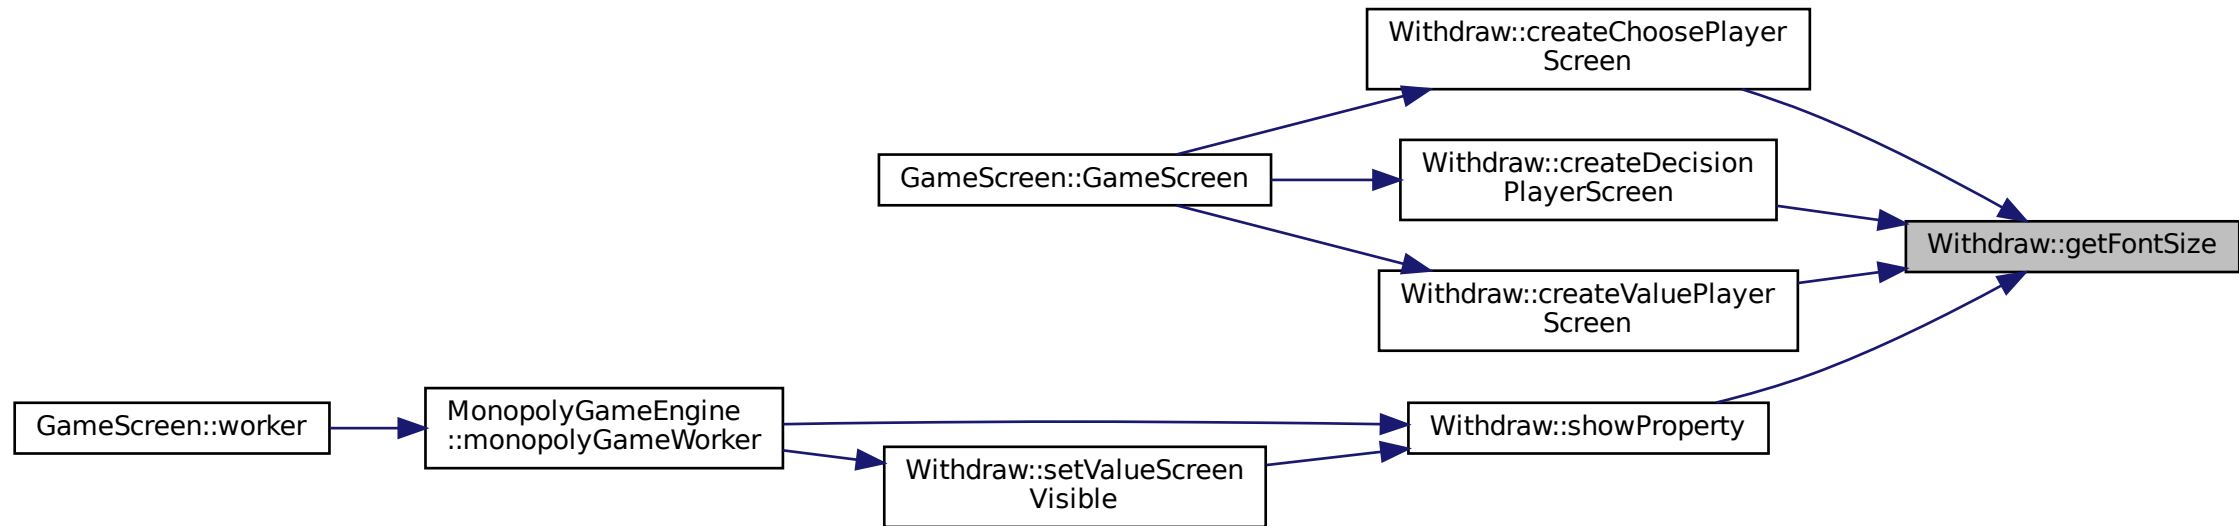 Withdraw::createChoosePlayer
Screen
Withdraw::createDecision
PlayerScreen
GameScreen::GameScreen
Withdraw::getFontSize
Withdraw::createValuePlayer
Screen
MonopolyGameEngine
::monopolyGameWorker
GameScreen::worker
Withdraw::showProperty
Withdraw::setValueScreen
Visible